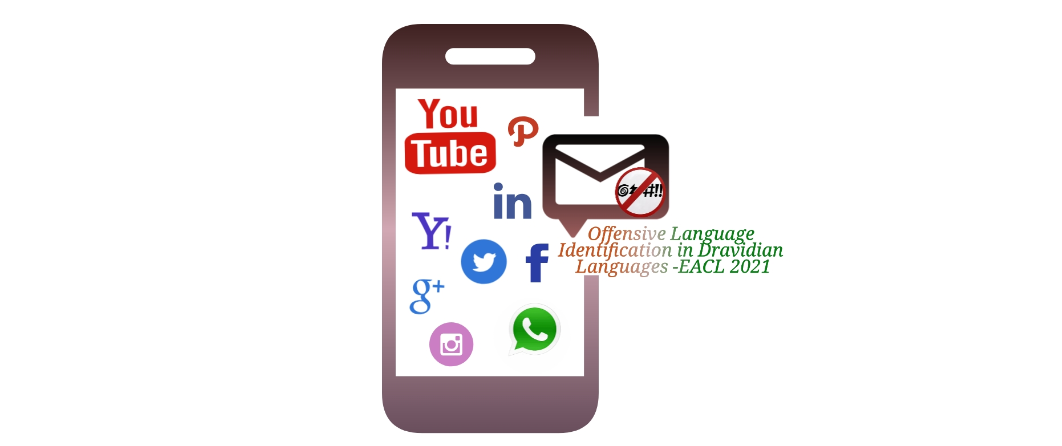 You
Tube
in
Y!
f
g+
@*#!!
Offensive Language
Identification in Dravidian
Languages -EACL 2021